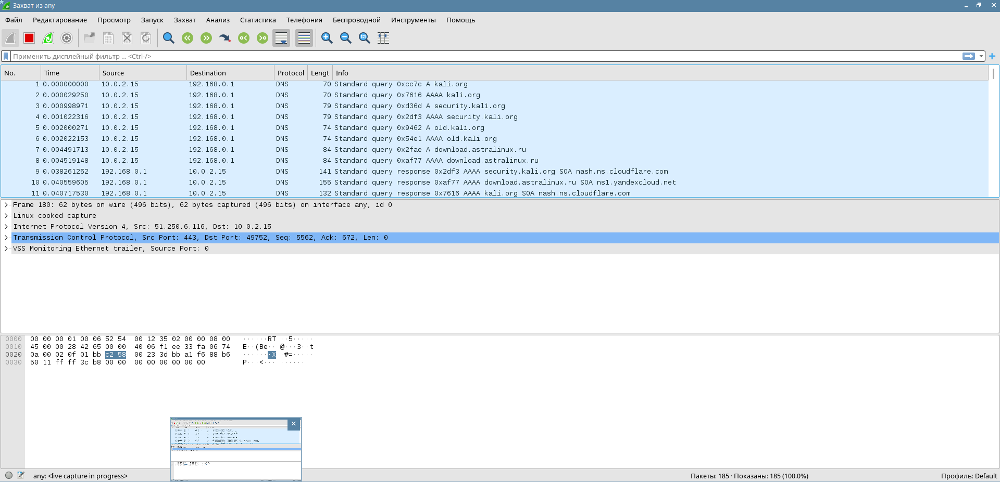 Захват из any
Файл Редактирование Просмотр Запуск Захват Анализ Статистика Телефония Беспроводной Инструменты Помощь
Применить дисплейный фильтр ... <Ctrl-/>
No. Time Source Destination Protocol Lengt Info
1 0.000000000 10.0.2.15 192.168.0.1 DNS 70 Standard query 0xcc7c A kali.org
2 0.000029250 10.0.2.15 192.168.0.1 DNS 70 Standard query 0x7616 AAAA kali.org
3 0.000998971 10.0.2.15 192.168.0.1 DNS 79 Standard query 0xd36d A security.kali.org
4 0.001022316 10.0.2.15 192.168.0.1 DNS 79 Standard query 0x2df3 AAAA security.kali.org
5 0.002000271 10.0.2.15 192.168.0.1 DNS 74 Standard query 0x9462 A old.kali.org
6 0.002022153 10.0.2.15 192.168.0.1 DNS 74 Standard query 0x54e1 AAAA old.kali.org
7 0.004491713 10.0.2.15 192.168.0.1 DNS 84 Standard query 0x2fae A download.astralinux.ru
8 0.004519148 10.0.2.15 192.168.0.1 DNS 84 Standard query 0xaf77 AAAA download.astralinux.ru
9 0.038261252 192.168.0.1 10.0.2.15 DNS 141 Standard query response 0x2df3 AAAA security.kali.org SOA nash.ns.cloudflare.com
10 0.040559605 192.168.0.1 10.0.2.15 DNS 155 Standard query response 0xaf77 AAAA download.astralinux.ru SOA ns1.yandexcloud.net
11 0.040717530 192.168.0.1 10.0.2.15 DNS 132 Standard query response 0x7616 AAAA kali.org SOA nash.ns.cloudflare.com
Frame 180: 62 bytes on wire (496 bits), 62 bytes captured (496 bits) on interface any, id 0
Linux cooked capture
Internet Protocol Version 4, Src: 51.250.6.116, Dst: 10.0.2.15
Transmission Control Protocol, Src Port: 443, Dst Port: 49752, Seq: 5562, Ack: 672, Len: 0
VSS Monitoring Ethernet trailer, Source Port: 0
0000 00 00 00 01 00 06 52 54 00 12 35 02 00 00 08 00 ······RT ··5·····
0010 45 00 00 28 42 65 00 00 40 06 f1 ee 33 fa 06 74 E··(Be·· @···3··t
0020 0a 00 02 0f 01 bb c2 58 00 23 3d bb a1 f6 88 b6 ·······X ·#=·····
0030 50 11 ff ff 3c b8 00 00 00 00 00 00 00 00 P···<··· ······
any: <live capture in progress> Пакеты: 185 · Показаны: 185 (100.0%) Профиль: Default